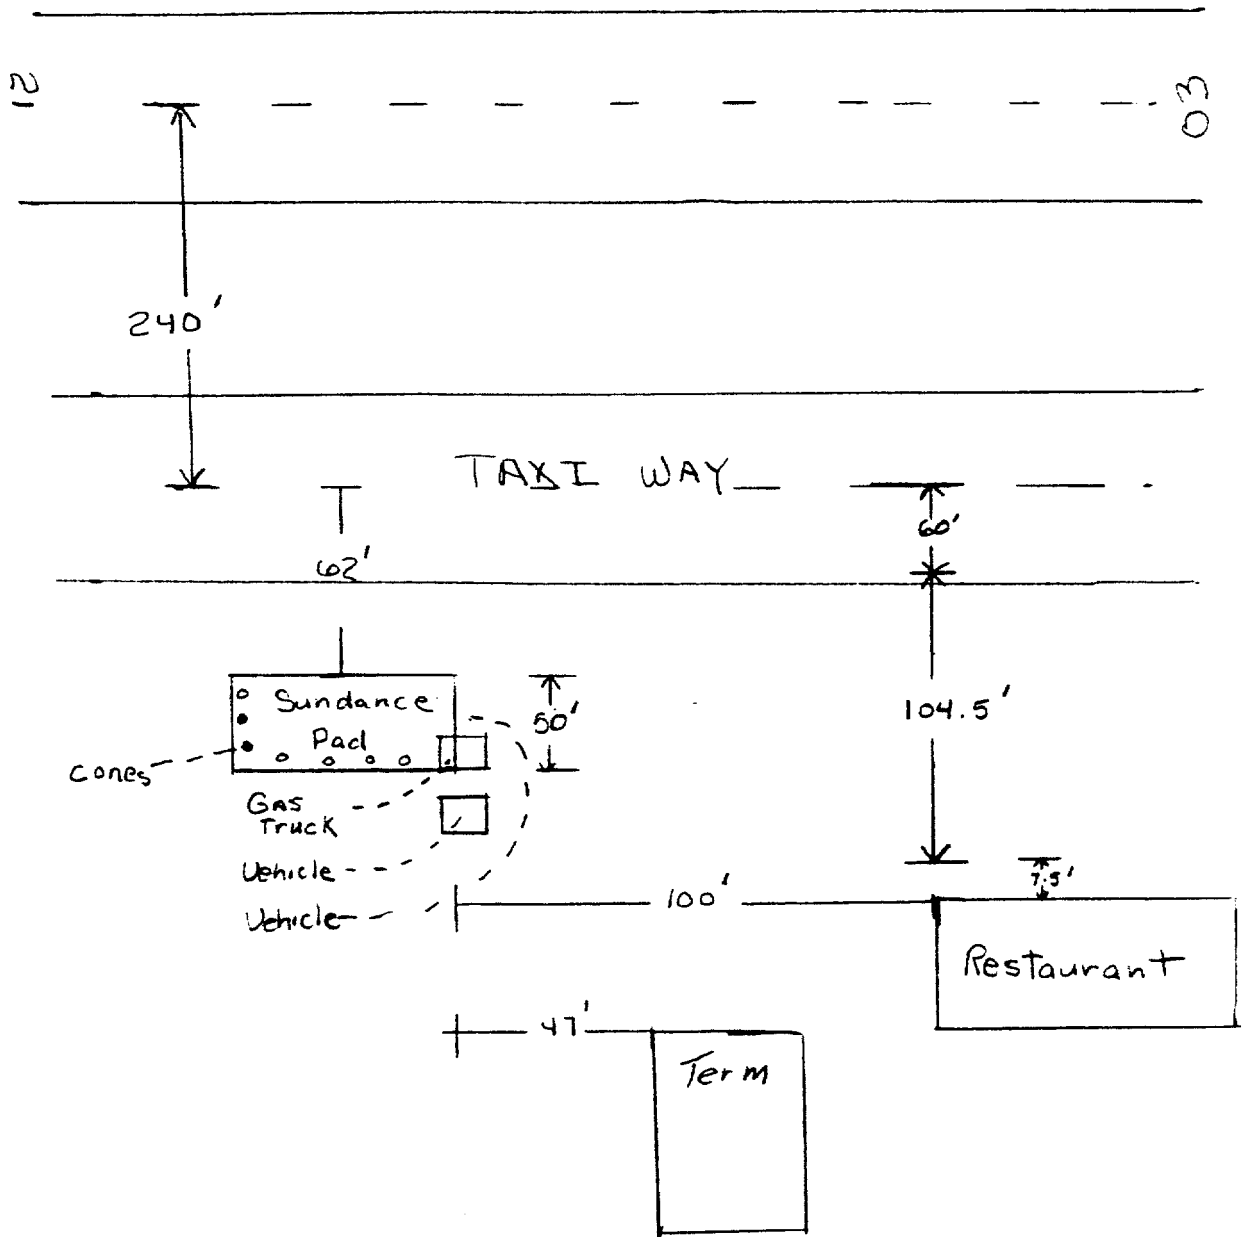 21
03
240'
TAXI WAY
60'
62'
Sundance
Pad
50'
104.5'
Cones
GAS
Truck
Vehicle
Vehicle
7.5'
100'
Restaurant
47'
Term